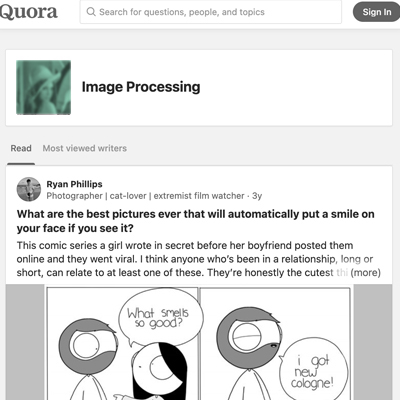 Quora
Search for questions, people, and topics
Sign In
Image Processing
Read
Most viewed writers
Ryan Phillips
Photographer | cat-lover | extremist film watcher · 3y
What are the best pictures ever that will automatically put a smile on
your face if you see it?
This comic series a girl wrote in secret before her boyfriend posted them
online and they went viral. I think anyone who's been in a relationship, long or
short, can relate to at least one of these. They're honestly the cutest thi (more)
What smells
so good?
i got
new
cologne!